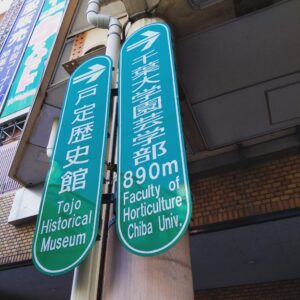 戸定歴史館
Tojo
Historical
Museum
千葉大学園芸学部
890m
Faculty of
Horticulture
Chiba Univ.